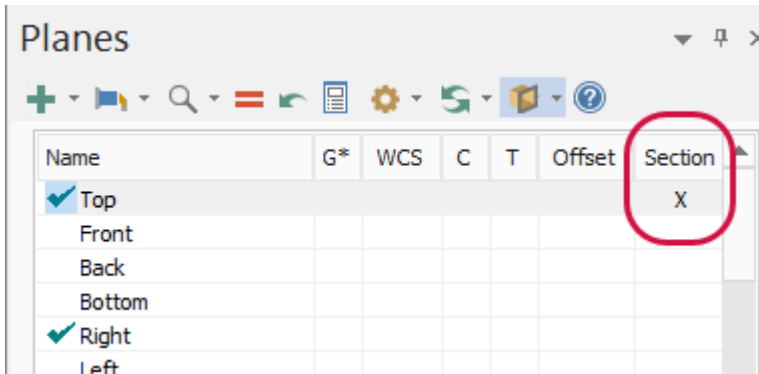 Planes
Name G* WCS C T Offset Section
Top X
Front
Back
Bottom
Right
Left